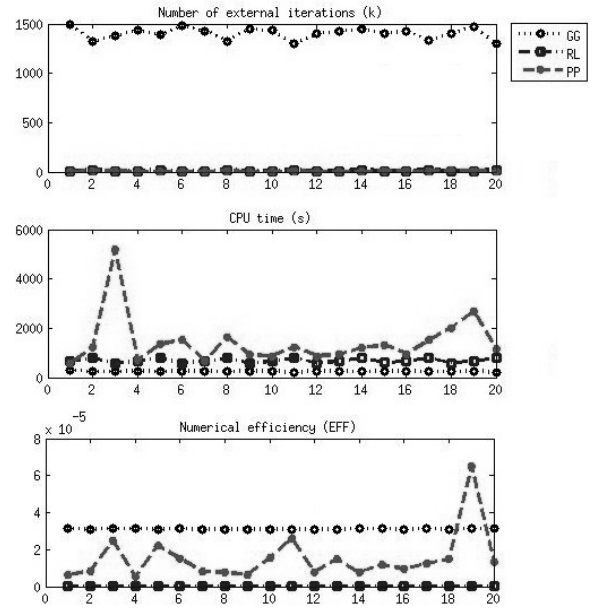 Number of external iterations (k)
1500
1000
500
0
0 2 4 6 8 10 12 14 16 18 20
GG
RL
PP
CPU time (s)
6000
4000
2000
0
0 2 4 6 8 10 12 14 16 18 20
x 10^-5
Numerical efficiency (EFF)
8
6
4
2
0
0 2 4 6 8 10 12 14 16 18 20